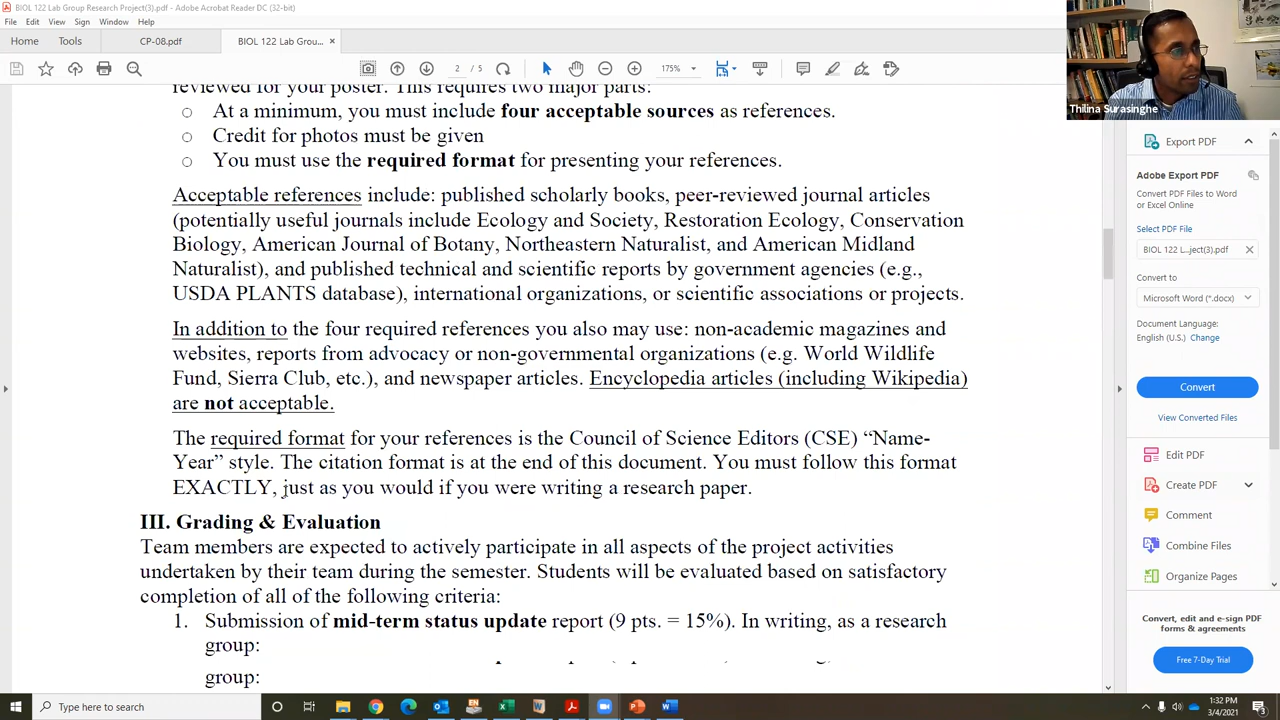 BIOL 122 Lab Group Research Project(3).pdf - Adobe Acrobat Reader DC (32-bit)
File Edit View Sign Window Help
Home Tools CP-08.pdf BIOL 122 Lab Grou... ×
2 / 5 175%
Thilina Surasinghe
reviewed for your poster. This requires two major parts:
○ At a minimum, you must include four acceptable sources as references.
○ Credit for photos must be given
○ You must use the required format for presenting your references.
Acceptable references include: published scholarly books, peer-reviewed journal articles
(potentially useful journals include Ecology and Society, Restoration Ecology, Conservation
Biology, American Journal of Botany, Northeastern Naturalist, and American Midland
Naturalist), and published technical and scientific reports by government agencies (e.g.,
USDA PLANTS database), international organizations, or scientific associations or projects.
In addition to the four required references you also may use: non-academic magazines and
websites, reports from advocacy or non-governmental organizations (e.g. World Wildlife
Fund, Sierra Club, etc.), and newspaper articles. Encyclopedia articles (including Wikipedia)
are not acceptable.
The required format for your references is the Council of Science Editors (CSE) “Name-
Year” style. The citation format is at the end of this document. You must follow this format
EXACTLY, just as you would if you were writing a research paper.
III. Grading & Evaluation
Team members are expected to actively participate in all aspects of the project activities
undertaken by their team during the semester. Students will be evaluated based on satisfactory
completion of all of the following criteria:
1. Submission of mid-term status update report (9 pts. = 15%). In writing, as a research
group:
group:
Export PDF
Adobe Export PDF
Convert PDF Files to Word
or Excel Online
Select PDF File
BIOL 122 L...ject(3).pdf
Convert to
Microsoft Word (*.docx)
Document Language:
English (U.S.) Change
Convert
View Converted Files
Edit PDF
Create PDF
Comment
Combine Files
Organize Pages
Convert, edit and e-sign PDF
forms & agreements
Free 7-Day Trial
Type here to search
1:32 PM
3/4/2021